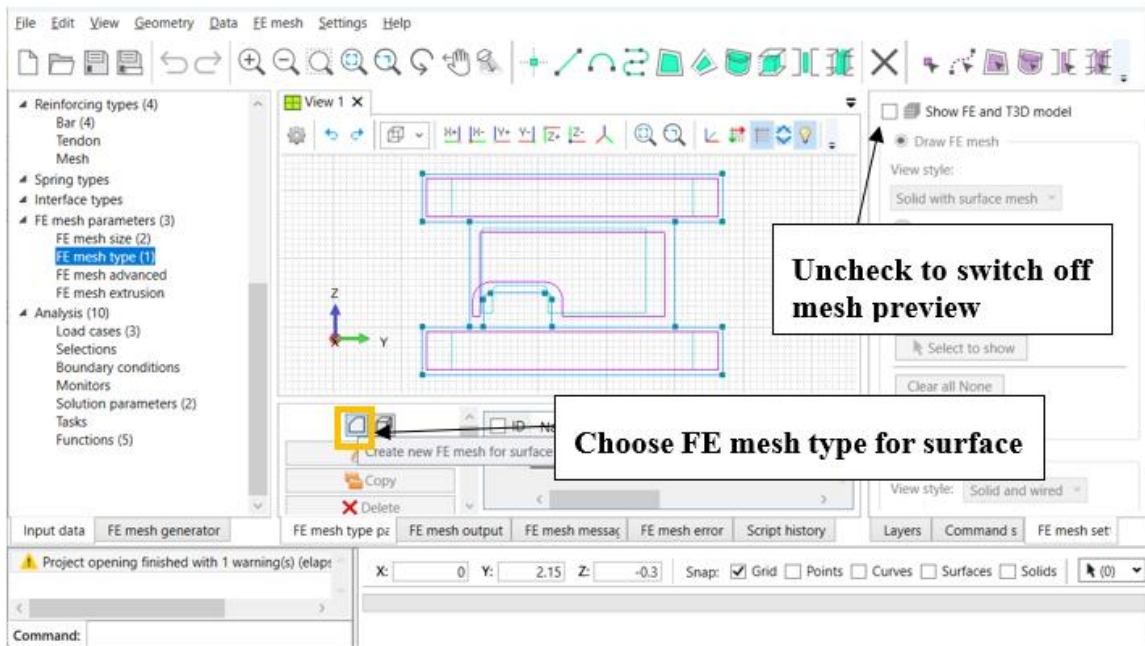 File Edit View Geometry Data FE mesh Settings Help
Reinforcing types (4)
Bar (4)
Tendon
Mesh
Spring types
Interface types
FE mesh parameters (3)
FE mesh size (2)
FE mesh type (1)
FE mesh advanced
FE mesh extrusion
Analysis (10)
Load cases (3)
Selections
Boundary conditions
Monitors
Solution parameters (2)
Tasks
Functions (5)
Input data FE mesh generator
View 1
X+ X- Y+ Y- Z+ Z-
Z
Y
ID Na
Create new FE mesh for surface
Copy
Delete
FE mesh type pa FE mesh output FE mesh messag FE mesh error Script history
Show FE and T3D model
Draw FE mesh
View style:
Solid with surface mesh
Uncheck to switch off
mesh preview
Select to show
Clear all None
Choose FE mesh type for surface
View style: Solid and wired
Layers Command s FE mesh set
Project opening finished with 1 warning(s) (elaps
Command:
X: 0 Y: 2.15 Z: -0.3 Snap: Grid Points Curves Surfaces Solids (0)